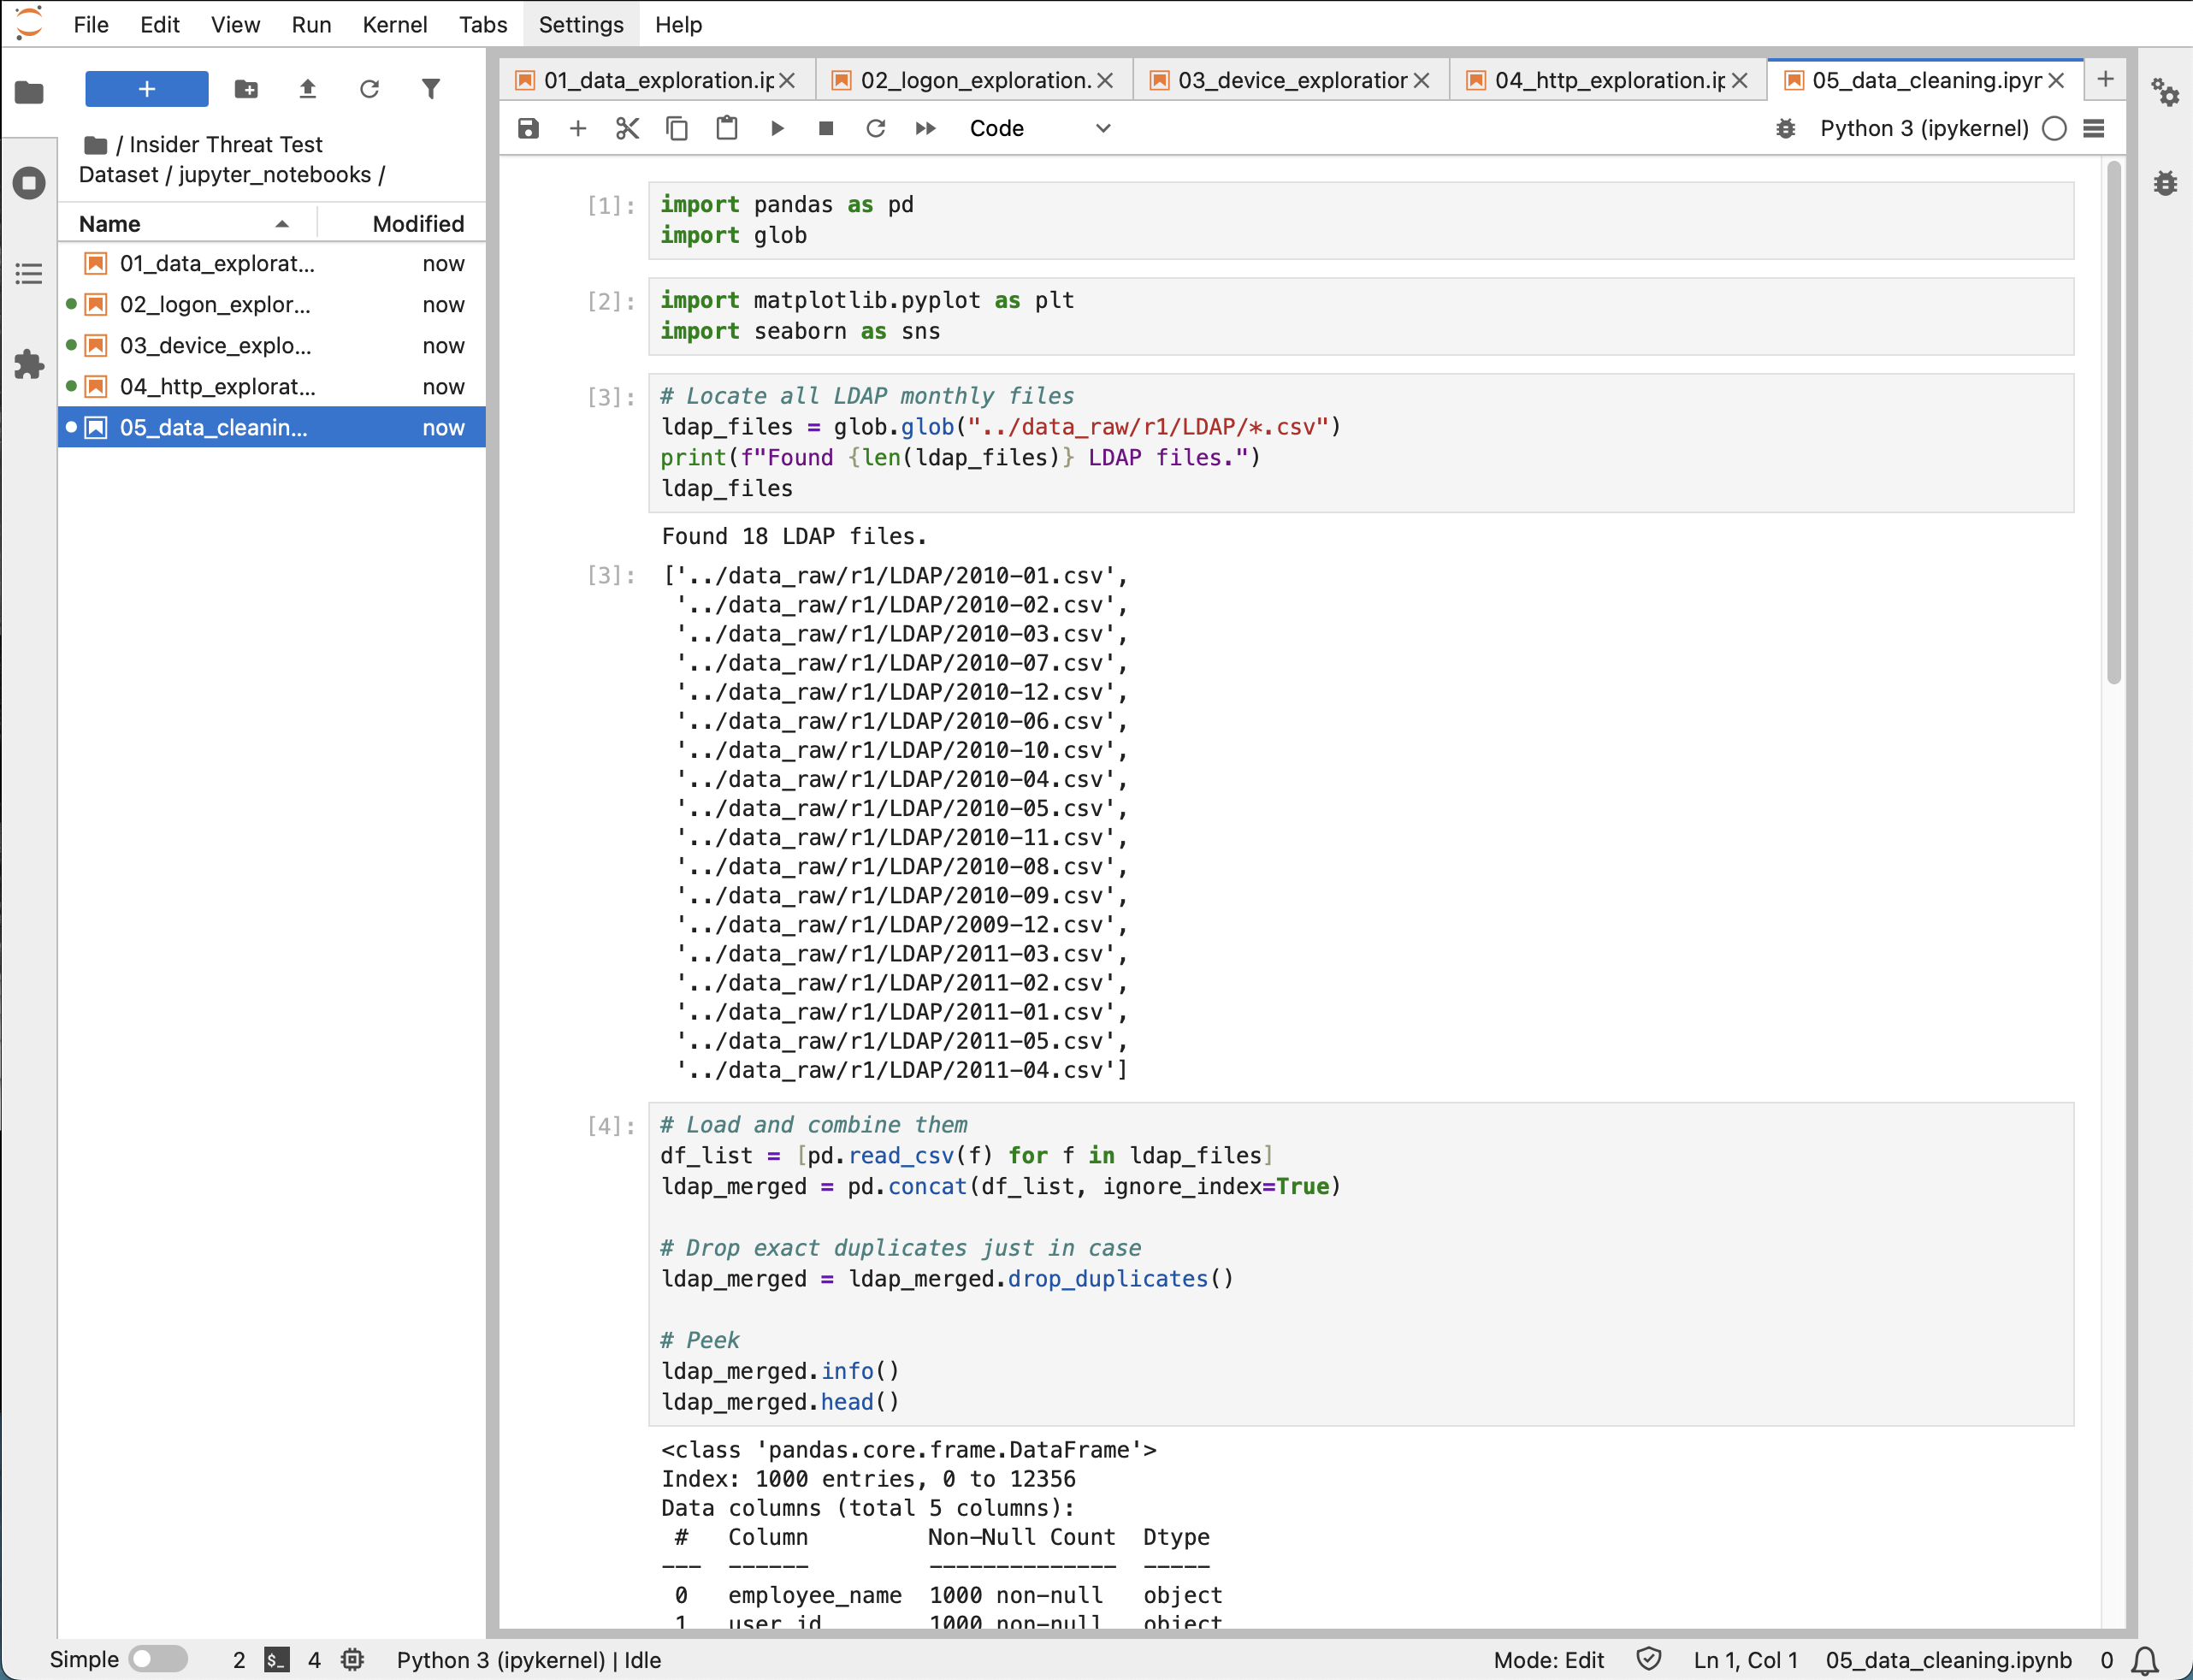 File Edit View Run Kernel Tabs Settings Help
/ Insider Threat Test
Dataset / jupyter_notebooks /
Name Modified
01_data_explorat... now
02_logon_explor... now
03_device_explo... now
04_http_explorat... now
05_data_cleanin... now
01_data_exploration.ip 02_logon_exploration. 03_device_exploration 04_http_exploration.ip 05_data_cleaning.ipyn
Code Python 3 (ipykernel)
[1]: import pandas as pd
import glob
[2]: import matplotlib.pyplot as plt
import seaborn as sns
[3]: # Locate all LDAP monthly files
ldap_files = glob.glob("../data_raw/r1/LDAP/*.csv")
print(f"Found {len(ldap_files)} LDAP files.")
ldap_files
Found 18 LDAP files.
[3]: ['../data_raw/r1/LDAP/2010-01.csv',
'../data_raw/r1/LDAP/2010-02.csv',
'../data_raw/r1/LDAP/2010-03.csv',
'../data_raw/r1/LDAP/2010-07.csv',
'../data_raw/r1/LDAP/2010-12.csv',
'../data_raw/r1/LDAP/2010-06.csv',
'../data_raw/r1/LDAP/2010-10.csv',
'../data_raw/r1/LDAP/2010-04.csv',
'../data_raw/r1/LDAP/2010-05.csv',
'../data_raw/r1/LDAP/2010-11.csv',
'../data_raw/r1/LDAP/2010-08.csv',
'../data_raw/r1/LDAP/2010-09.csv',
'../data_raw/r1/LDAP/2009-12.csv',
'../data_raw/r1/LDAP/2011-03.csv',
'../data_raw/r1/LDAP/2011-02.csv',
'../data_raw/r1/LDAP/2011-01.csv',
'../data_raw/r1/LDAP/2011-05.csv',
'../data_raw/r1/LDAP/2011-04.csv']
[4]: # Load and combine them
df_list = [pd.read_csv(f) for f in ldap_files]
ldap_merged = pd.concat(df_list, ignore_index=True)
# Drop exact duplicates just in case
ldap_merged = ldap_merged.drop_duplicates()
# Peek
ldap_merged.info()
ldap_merged.head()
<class 'pandas.core.frame.DataFrame'>
Index: 1000 entries, 0 to 12356
Data columns (total 5 columns):
# Column Non-Null Count Dtype
--- ------ -------------- -----
0 employee_name 1000 non-null object
1 user_id 1000 non-null object
Simple 2 $_ 4 Python 3 (ipykernel) | Idle Mode: Edit Ln 1, Col 1 05_data_cleaning.ipynb 0